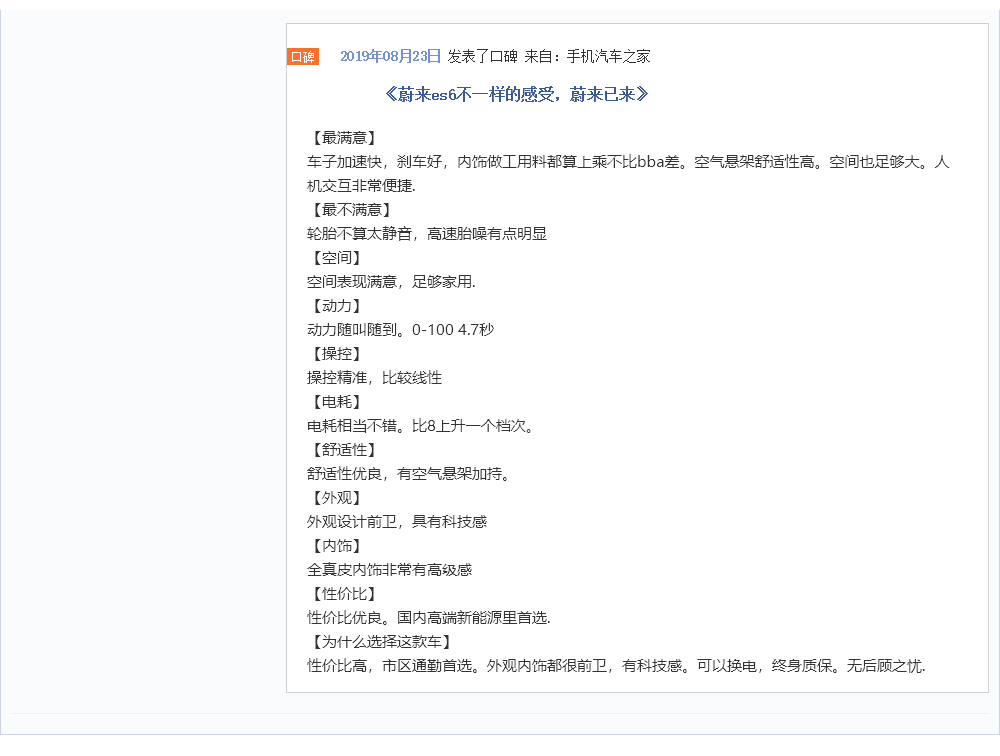 口碑 2019年08月23日 发表了口碑 来自：手机汽车之家
《蔚来es6不一样的感受，蔚来已来》
【最满意】
车子加速快，刹车好，内饰做工用料都算上乘不比bba差。空气悬架舒适性高。空间也足够大。人
机交互非常便捷.
【最不满意】
轮胎不算太静音，高速胎噪有点明显
【空间】
空间表现满意，足够家用.
【动力】
动力随叫随到。0-100 4.7秒
【操控】
操控精准，比较线性
【电耗】
电耗相当不错。比8上升一个档次。
【舒适性】
舒适性优良，有空气悬架加持。
【外观】
外观设计前卫，具有科技感
【内饰】
全真皮内饰非常有高级感
【性价比】
性价比优良。国内高端新能源里首选.
【为什么选择这款车】
性价比高，市区通勤首选。外观内饰都很前卫，有科技感。可以换电，终身质保。无后顾之忧.